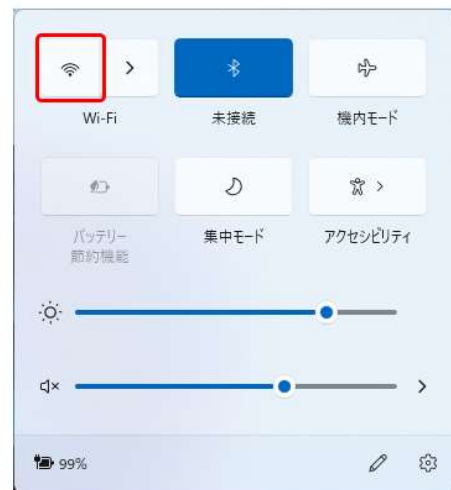 Wi-Fi
未接続
機内モード
バッテリー
節約機能
集中モード
アクセシビリティ
99%